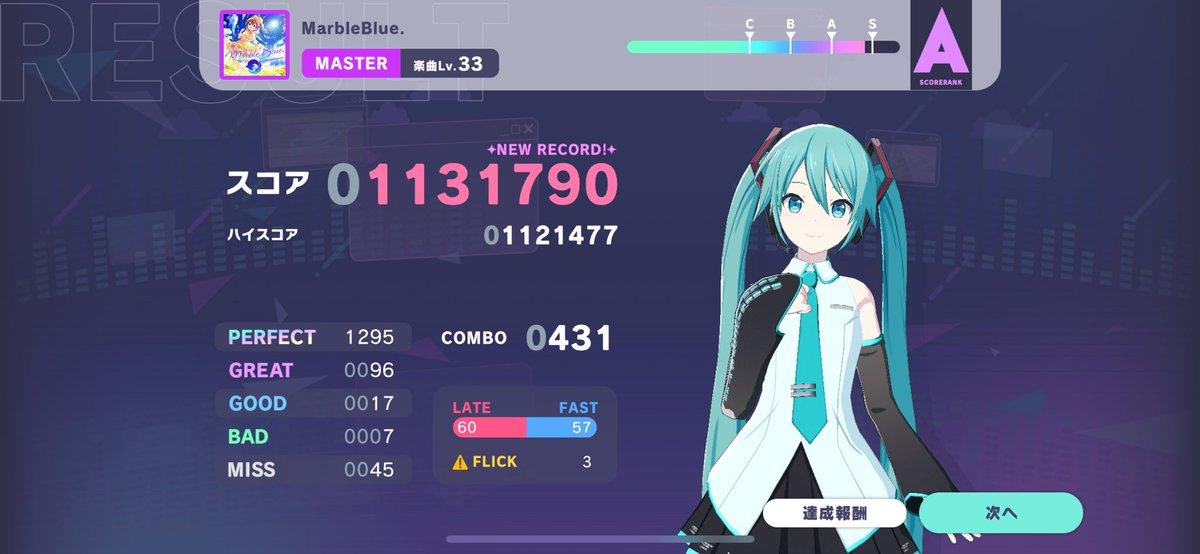 RESULT
MarbleBlue.
MASTER 楽曲Lv.33
C B A S
A
SCORERANK
✦NEW RECORD!✦
スコア 01131790
ハイスコア 01121477
PERFECT 1295
GREAT 0096
GOOD 0017
BAD 0007
MISS 0045
COMBO 0431
LATE FAST
60 57
FLICK 3
達成報酬
次へ